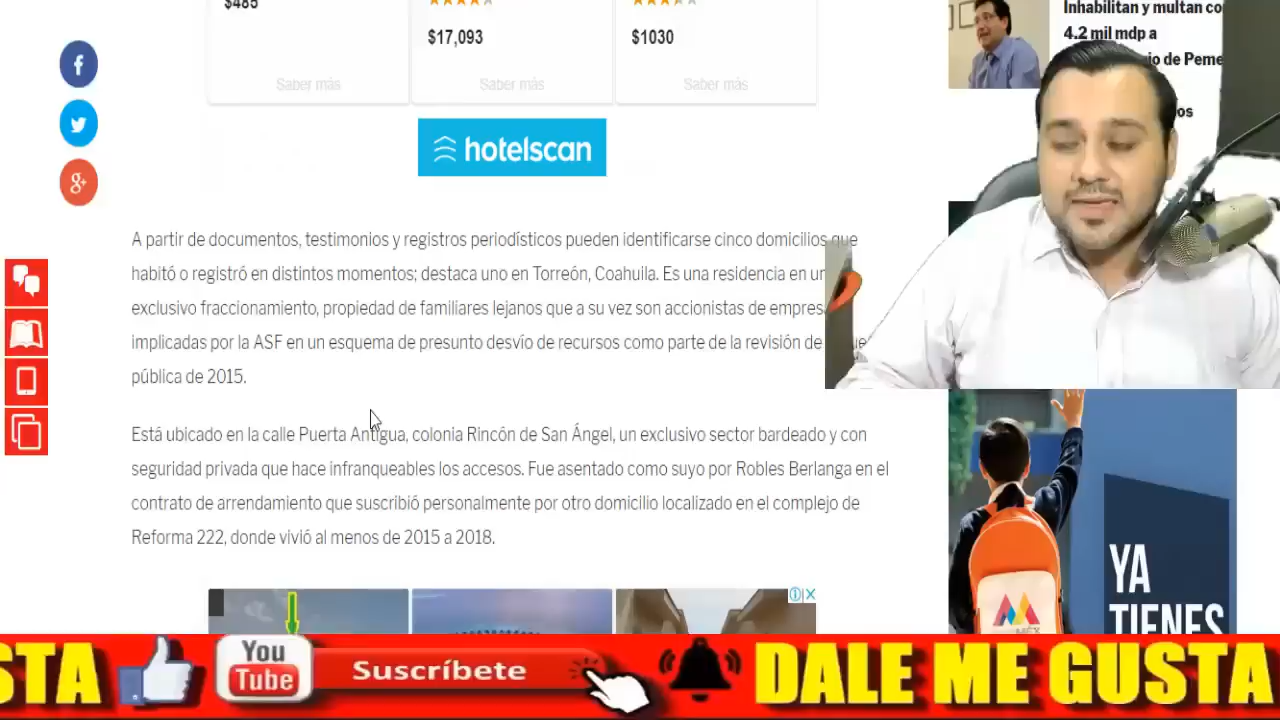 $485
$17,093
$1030
Saber más
Saber más
Saber más
hotelscan
Inhabilitan y multan
4.2 mil mdp a
de Peme
A partir de documentos, testimonios y registros periodísticos pueden identificarse cinco domicilios que
habitó o registró en distintos momentos; destaca uno en Torreón, Coahuila. Es una residencia en un
exclusivo fraccionamiento, propiedad de familiares lejanos que a su vez son accionistas de empres
implicadas por la ASF en un esquema de presunto desvío de recursos como parte de la revisión de
pública de 2015.
Está ubicado en la calle Puerta Antigua, colonia Rincón de San Ángel, un exclusivo sector bardeado y con
seguridad privada que hace infranqueables los accesos. Fue asentado como suyo por Robles Berlanga en el
contrato de arrendamiento que suscribió personalmente por otro domicilio localizado en el complejo de
Reforma 222, donde vivió al menos de 2015 a 2018.
YA
TIENES
STA
You
Tube
Suscríbete
DALE ME GUSTA